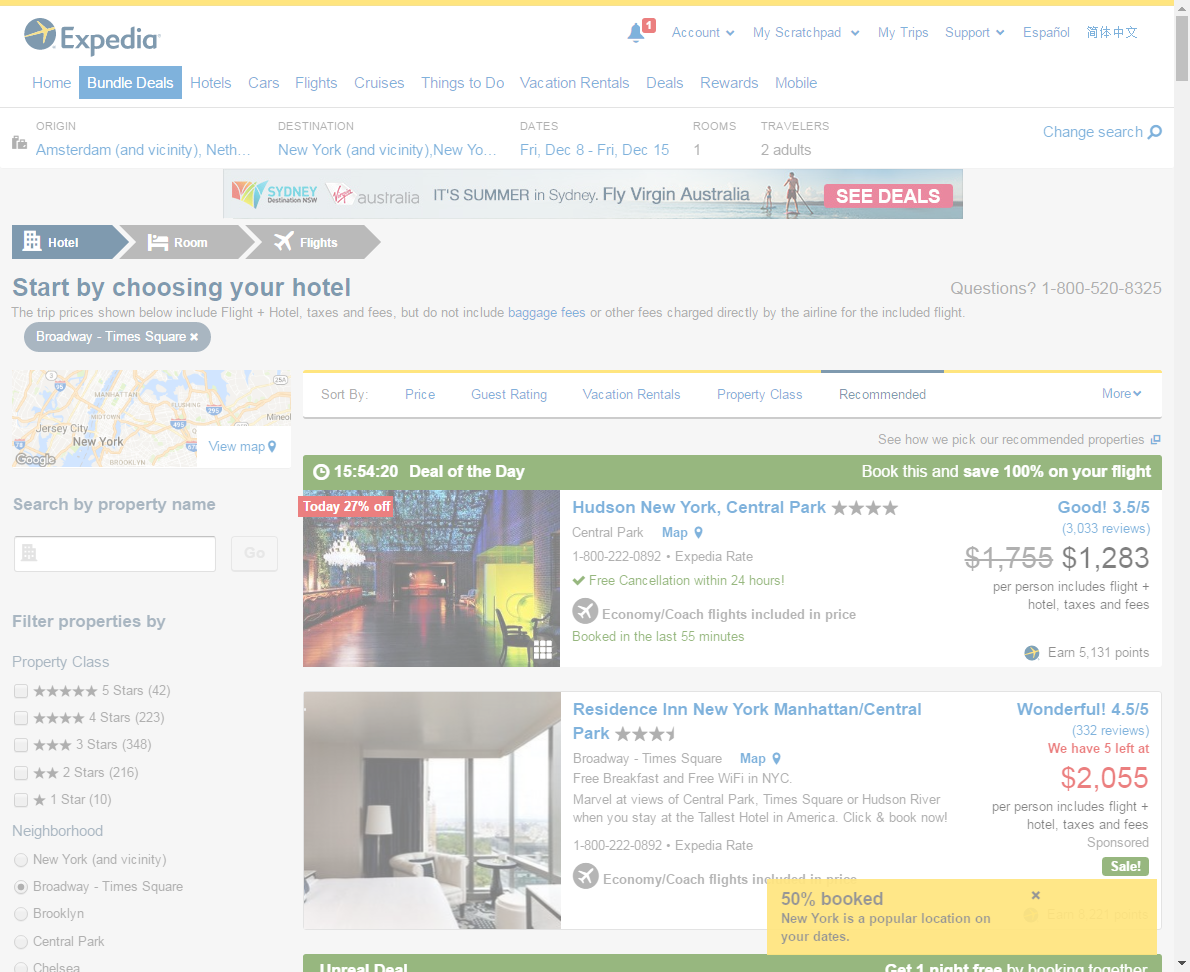 Expedia
1
Account
My Scratchpad
My Trips
Support
Español
简体中文
Home
Bundle Deals
Hotels
Cars
Flights
Cruises
Things to Do
Vacation Rentals
Deals
Rewards
Mobile
ORIGIN
Amsterdam (and vicinity), Neth...
DESTINATION
New York (and vicinity),New Yo...
DATES
Fri, Dec 8 - Fri, Dec 15
ROOMS
1
TRAVELERS
2 adults
Change search
SYDNEY
Destination NSW
Virgin australia
IT'S SUMMER in Sydney. Fly Virgin Australia
SEE DEALS
Hotel
Room
Flights
Start by choosing your hotel
Questions? 1-800-520-8325
The trip prices shown below include Flight + Hotel, taxes and fees, but do not include baggage fees or other fees charged directly by the airline for the included flight.
Broadway - Times Square ×
MANHATTAN
FLUSHING
MIDTOWN
Mineol
Jersey City
New York
BROOKLYN
Google
View map
Sort By:
Price
Guest Rating
Vacation Rentals
Property Class
Recommended
More
See how we pick our recommended properties
Search by property name
Go
Filter properties by
Property Class
★★★★★ 5 Stars (42)
★★★★ 4 Stars (223)
★★★ 3 Stars (348)
★★ 2 Stars (216)
★ 1 Star (10)
Neighborhood
New York (and vicinity)
Broadway - Times Square
Brooklyn
Central Park
Chelsea
15:54:20 Deal of the Day
Book this and save 100% on your flight
Today 27% off
Hudson New York, Central Park ★★★★
Central Park Map
1-800-222-0892 • Expedia Rate
Free Cancellation within 24 hours!
Economy/Coach flights included in price
Booked in the last 55 minutes
Good! 3.5/5
(3,033 reviews)
$1,755 $1,283
per person includes flight +
hotel, taxes and fees
Earn 5,131 points
Residence Inn New York Manhattan/Central
Park
Broadway - Times Square Map
Free Breakfast and Free WiFi in NYC.
Marvel at views of Central Park, Times Square or Hudson River
when you stay at the Tallest Hotel in America. Click & book now!
1-800-222-0892 • Expedia Rate
Economy/Coach flights included in price
Wonderful! 4.5/5
(332 reviews)
We have 5 left at
$2,055
per person includes flight +
hotel, taxes and fees
Sponsored
Sale!
50% booked
New York is a popular location on
your dates.
Unreal Deal
Get 1 night free by booking together